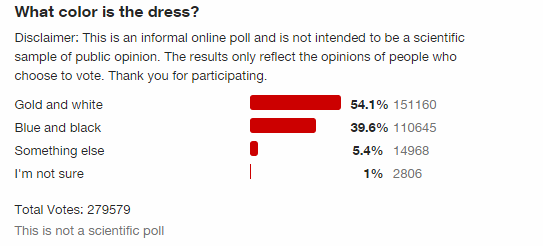 What color is the dress?
Disclaimer: This is an informal online poll and is not intended to be a scientific
sample of public opinion. The results only reflect the opinions of people who
choose to vote. Thank you for participating.
Gold and white 54.1% 151160
Blue and black 39.6% 110645
Something else 5.4% 14968
I'm not sure 1% 2806
Total Votes: 279579
This is not a scientific poll